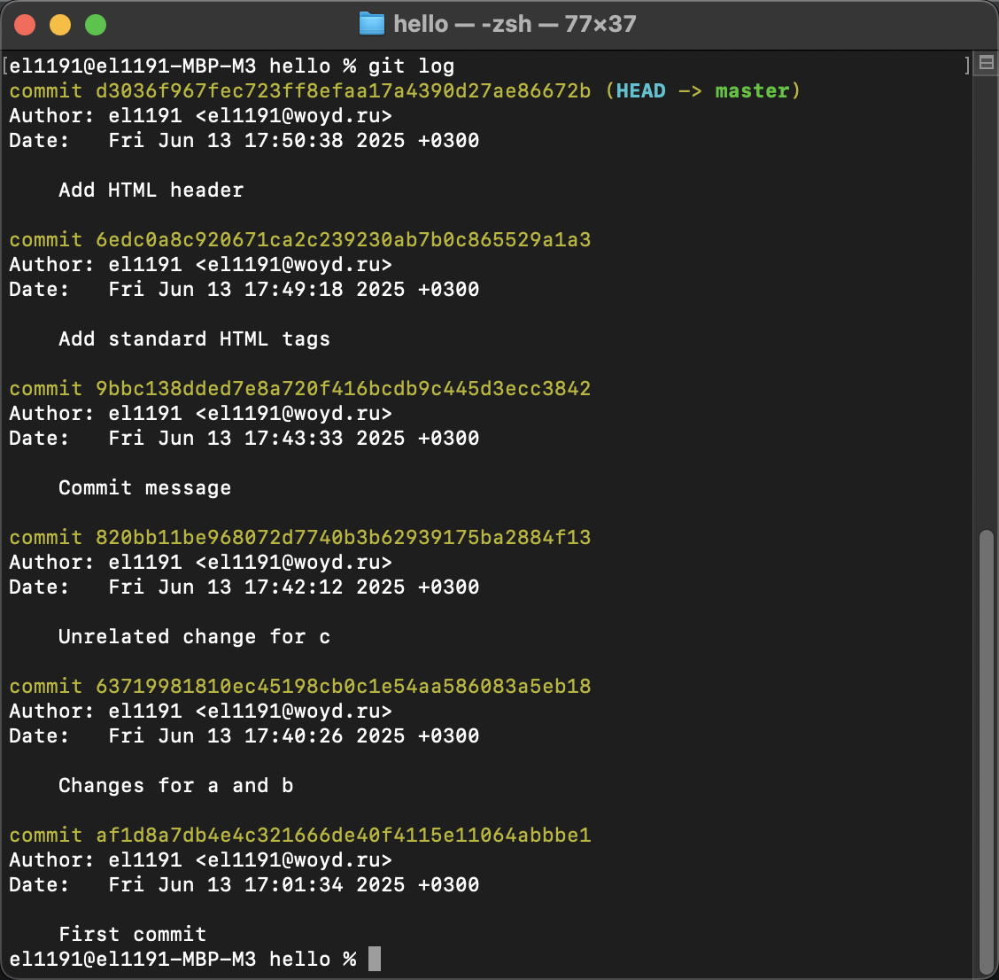 hello — -zsh — 77×37
[el1191@el1191-MBP-M3 hello % git log ]
commit d3036f967fec723ff8efaa17a4390d27ae86672b (HEAD -> master)
Author: el1191 <el1191@woyd.ru>
Date:   Fri Jun 13 17:50:38 2025 +0300
    Add HTML header
commit 6edc0a8c920671ca2c239230ab7b0c865529a1a3
Author: el1191 <el1191@woyd.ru>
Date:   Fri Jun 13 17:49:18 2025 +0300
    Add standard HTML tags
commit 9bbc138dded7e8a720f416bcdb9c445d3ecc3842
Author: el1191 <el1191@woyd.ru>
Date:   Fri Jun 13 17:43:33 2025 +0300
    Commit message
commit 820bb11be968072d7740b3b62939175ba2884f13
Author: el1191 <el1191@woyd.ru>
Date:   Fri Jun 13 17:42:12 2025 +0300
    Unrelated change for c
commit 63719981810ec45198cb0c1e54aa586083a5eb18
Author: el1191 <el1191@woyd.ru>
Date:   Fri Jun 13 17:40:26 2025 +0300
    Changes for a and b
commit af1d8a7db4e4c321666de40f4115e11064abbbe1
Author: el1191 <el1191@woyd.ru>
Date:   Fri Jun 13 17:01:34 2025 +0300
    First commit
el1191@el1191-MBP-M3 hello %